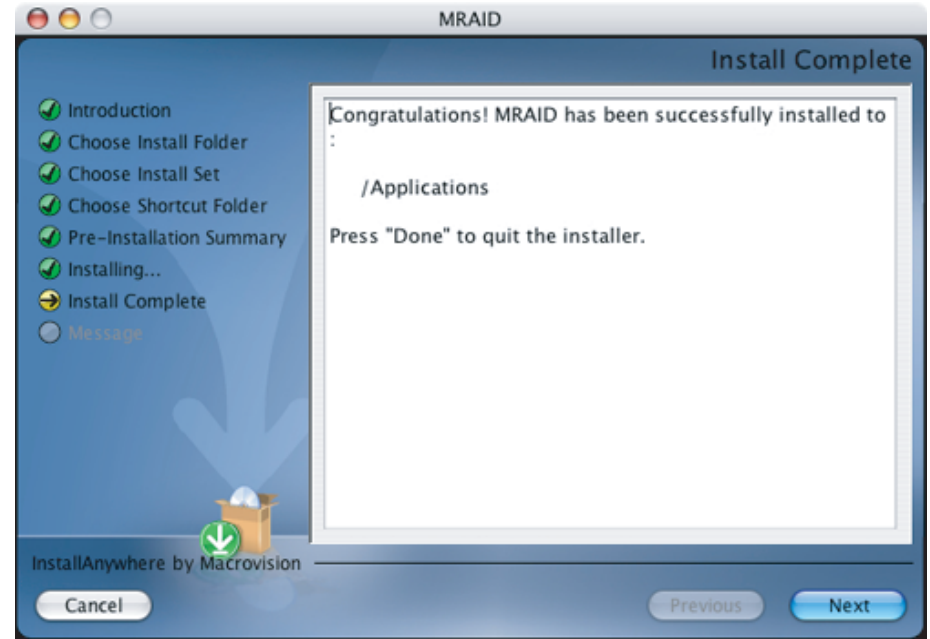 MRAID
Install Complete
Introduction
Choose Install Folder
Choose Install Set
Choose Shortcut Folder
Pre-Installation Summary
Installing...
Install Complete
Message
Congratulations! MRAID has been successfully installed to
:
/Applications
Press "Done" to quit the installer.
InstallAnywhere by Macrovision
Cancel
Previous
Next